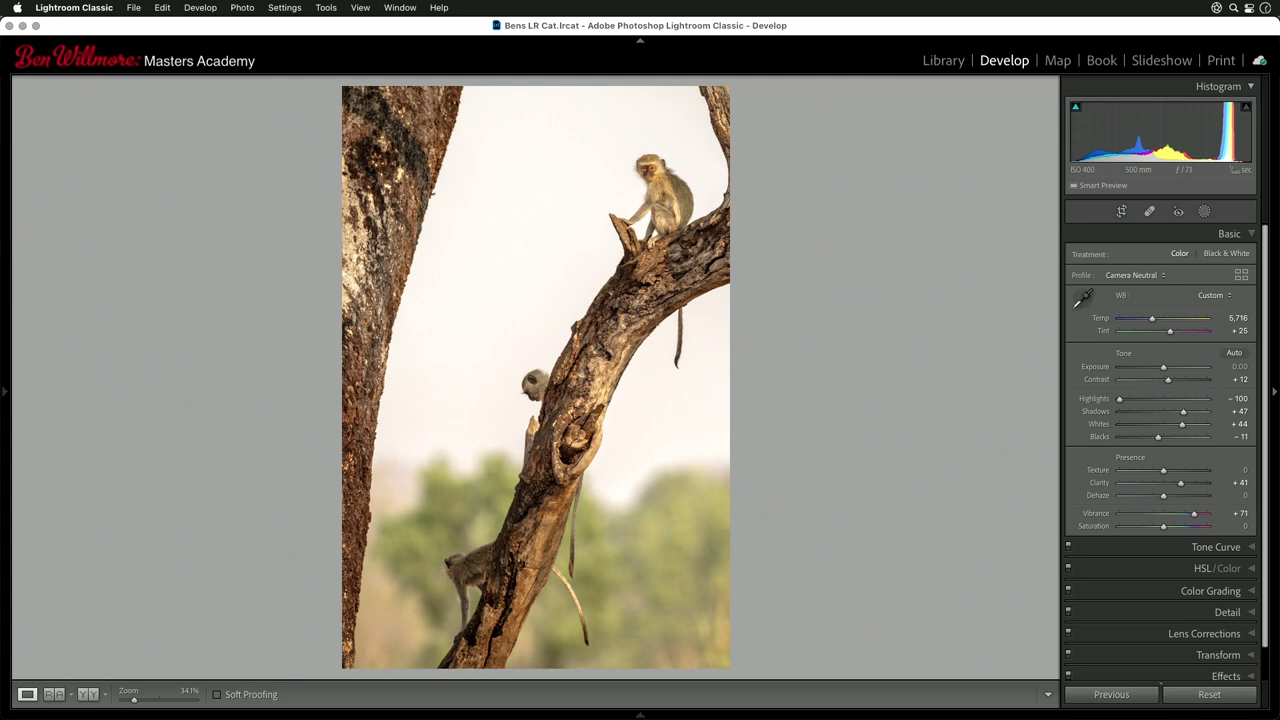 Lightroom Classic File Edit Develop Photo Settings Tools View Window Help
Bens LR Cat.lrcat - Adobe Photoshop Lightroom Classic - Develop
Ben Willmore: Masters Academy
Library | Develop | Map | Book | Slideshow | Print |
Histogram
ISO 400 500 mm
Smart Preview
Basic
Treatment : Color Black & White
Profile : Camera Neutral
WB : Custom
Temp 5,716
Tint + 25
Tone Auto
Exposure 0.00
Contrast + 12
Highlights - 100
Shadows + 47
Whites + 44
Blacks - 11
Presence
Texture 0
Clarity + 41
Dehaze 0
Vibrance + 71
Saturation 0
Tone Curve
HSL / Color
Color Grading
Detail
Lens Corrections
Transform
Effects
Zoom 34.1% Soft Proofing
Previous Reset